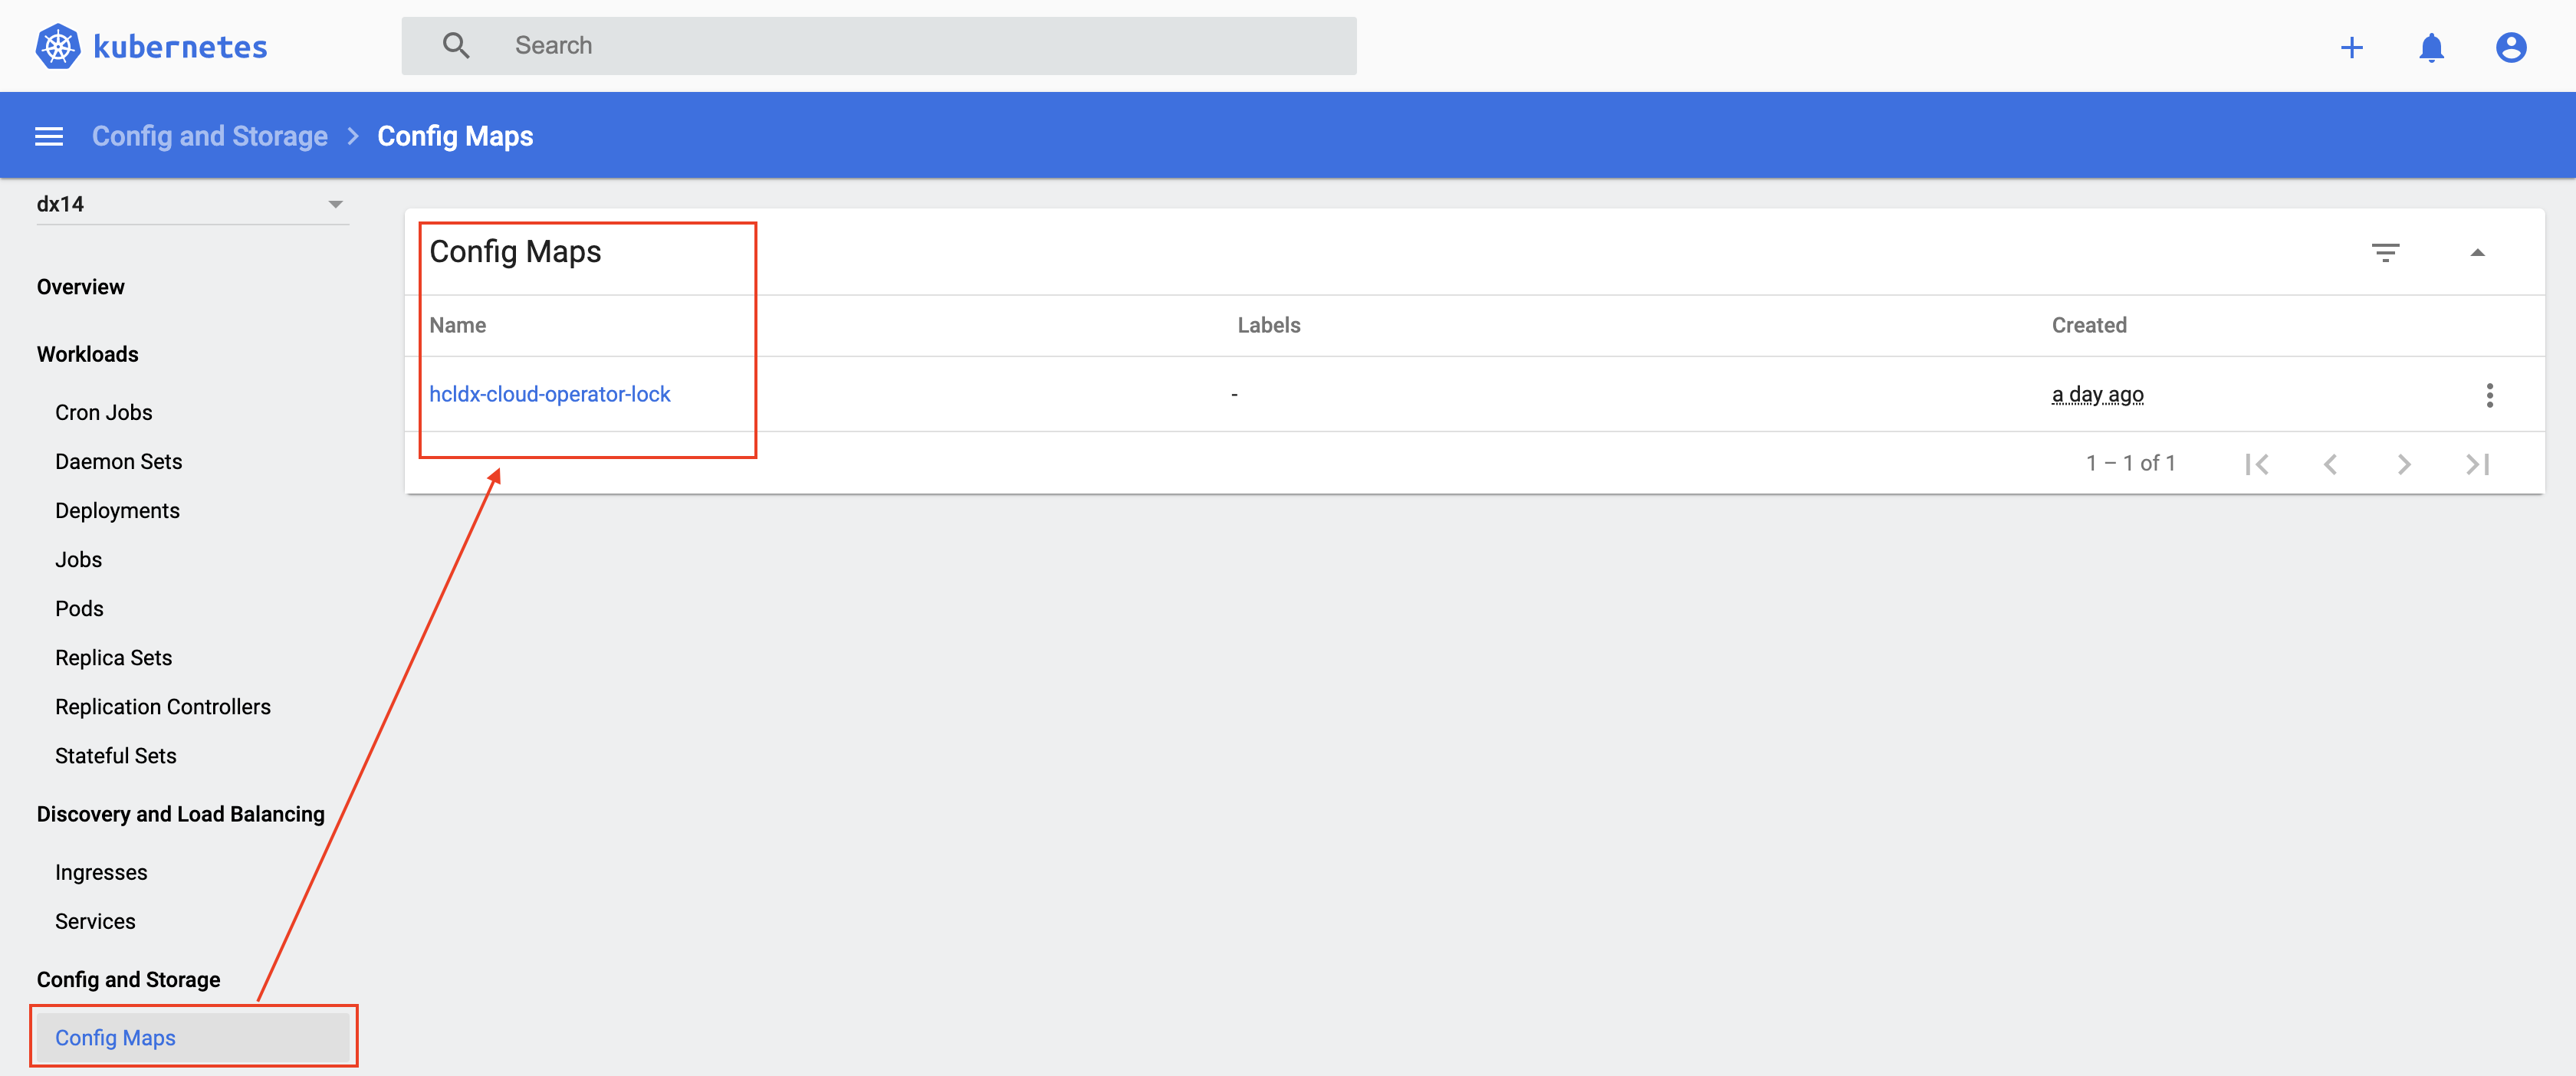 kubernetes
Search
Config and Storage > Config Maps
dx14
Overview
Workloads
Cron Jobs
Daemon Sets
Deployments
Jobs
Pods
Replica Sets
Replication Controllers
Stateful Sets
Discovery and Load Balancing
Ingresses
Services
Config and Storage
Config Maps
Config Maps
Name Labels Created
hcldx-cloud-operator-lock - a day ago
1 – 1 of 1